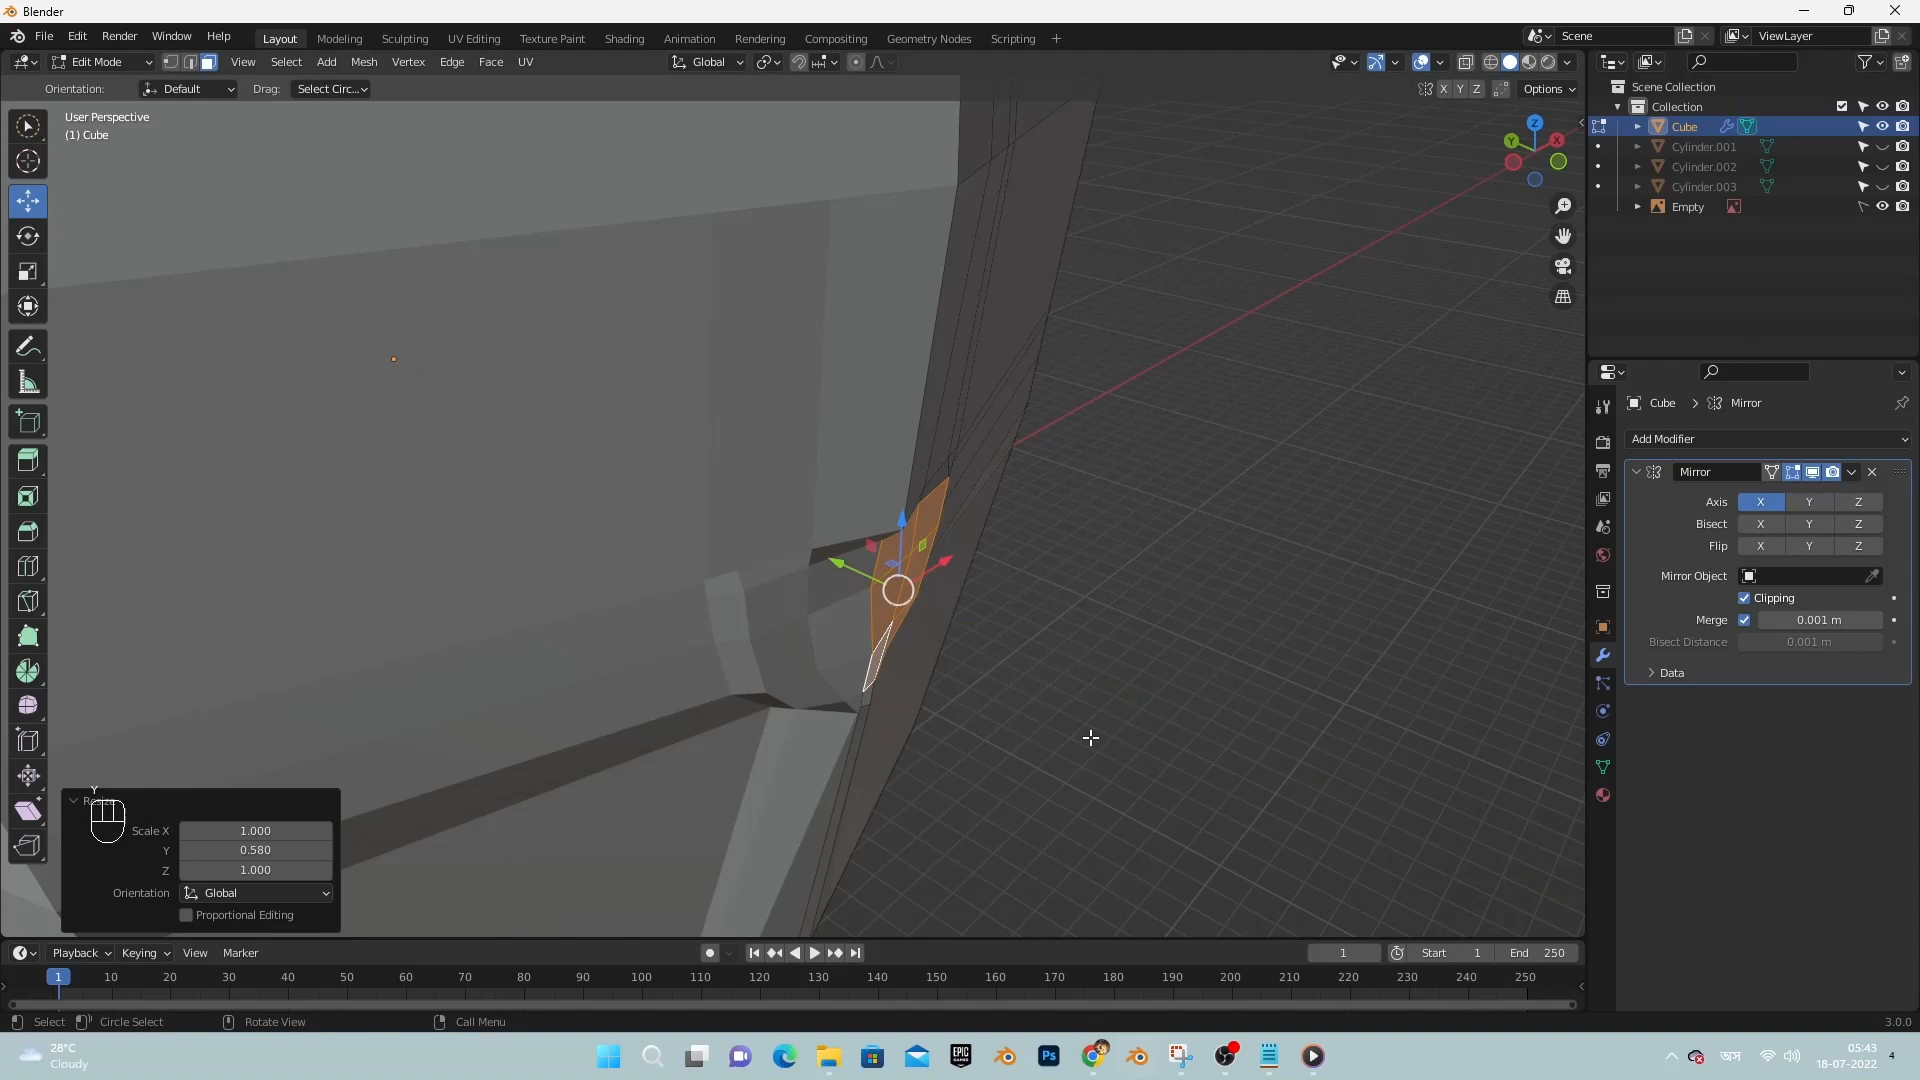 Blender
File Edit Render Window Help
Layout Modeling Sculpting UV Editing Texture Paint Shading Animation Rendering Compositing Geometry Nodes Scripting +
Scene
ViewLayer
Edit Mode View Select Add Mesh Vertex Edge Face UV
Global
Orientation: Default Drag: Select Circ...
X Y Z Options
User Perspective
(1) Cube
Z
Y
X
Scene Collection
Collection
Cube
Cylinder.001
Cylinder.002
Cylinder.003
Empty
Cube > Mirror
Add Modifier
Mirror
Axis X Y Z
Bisect X Y Z
Flip X Y Z
Mirror Object
Clipping
Merge 0.001 m
Bisect Distance 0.001 m
Data
Y
Scale X 1.000
Y 0.580
Z 1.000
Orientation Global
Proportional Editing
Playback Keying View Marker
1 Start 1 End 250
1 10 20 30 40 50 60 70 80 90 100 110 120 130 140 150 160 170 180 190 200 210 220 230 240 250
Select Circle Select Rotate View Call Menu
3.0.0
28°C
Cloudy
EPIC GAMES
Ps
অস
05:43
18-07-2022
4